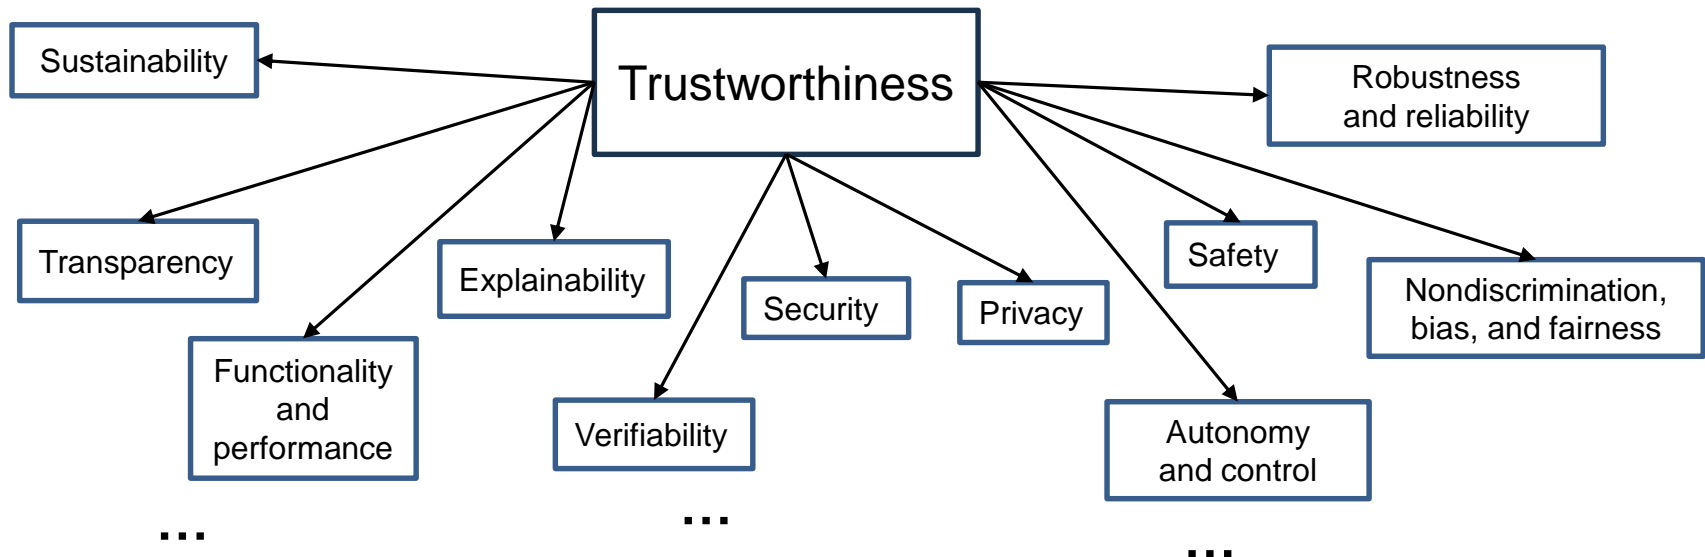 Sustainability
Trustworthiness
Robustness
and reliability
Transparency
Explainability
Safety
Security
Privacy
Nondiscrimination,
bias, and fairness
Functionality
and
performance
Verifiability
Autonomy
and control
...
...
...